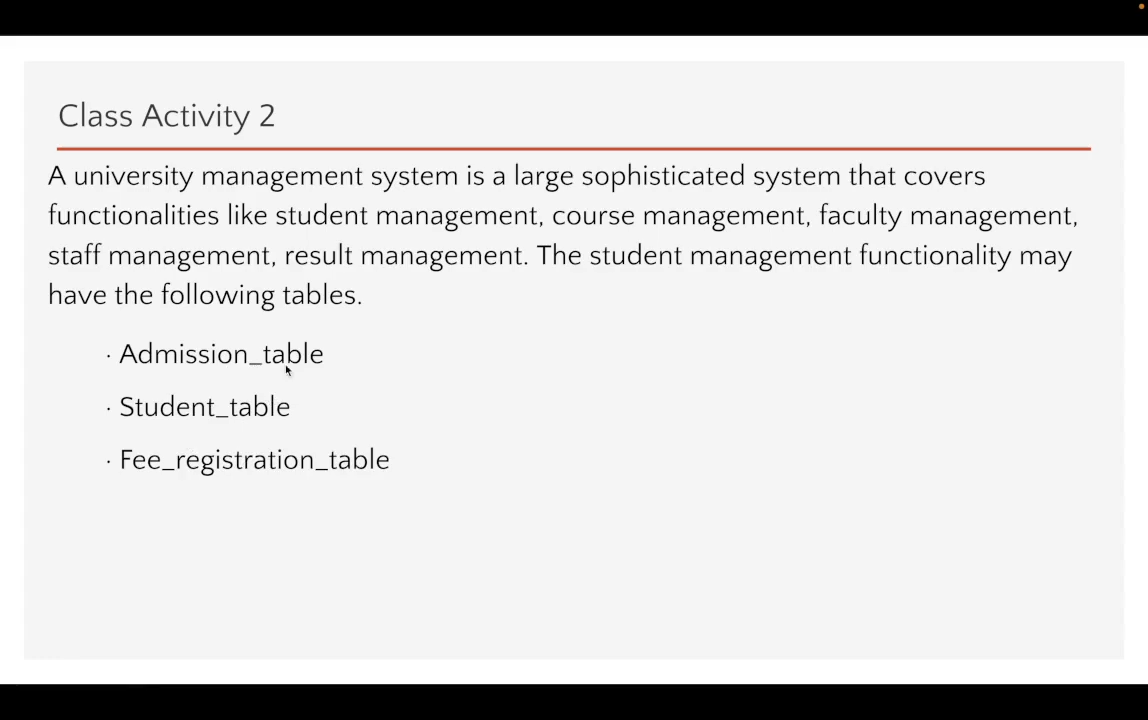 Class Activity 2
A university management system is a large sophisticated system that covers
functionalities like student management, course management, faculty management,
staff management, result management. The student management functionality may
have the following tables.
· Admission_table
· Student_table
· Fee_registration_table